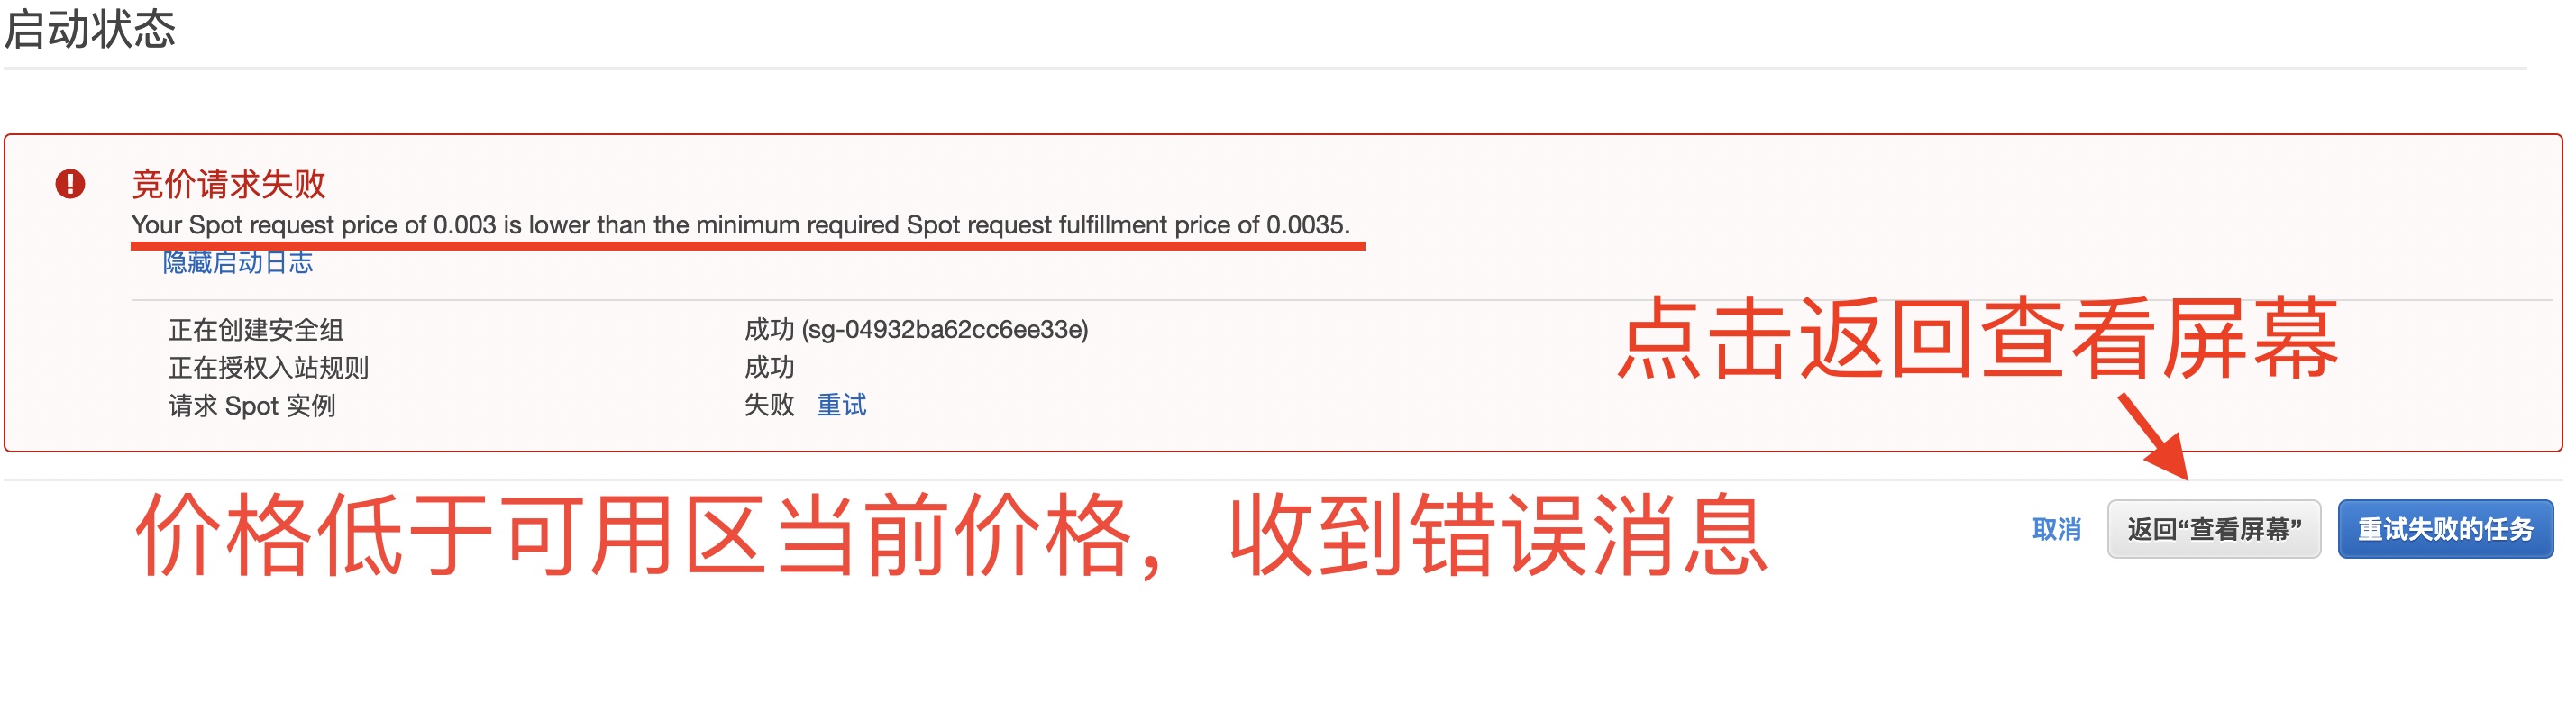 启动状态
竞价请求失败
Your Spot request price of 0.003 is lower than the minimum required Spot request fulfillment price of 0.0035.
隐藏启动日志
正在创建安全组 成功 (sg-04932ba62cc6ee33e)
正在授权入站规则 成功
请求 Spot 实例 失败 重试
点击返回查看屏幕
价格低于可用区当前价格，收到错误消息
取消 返回“查看屏幕” 重试失败的任务